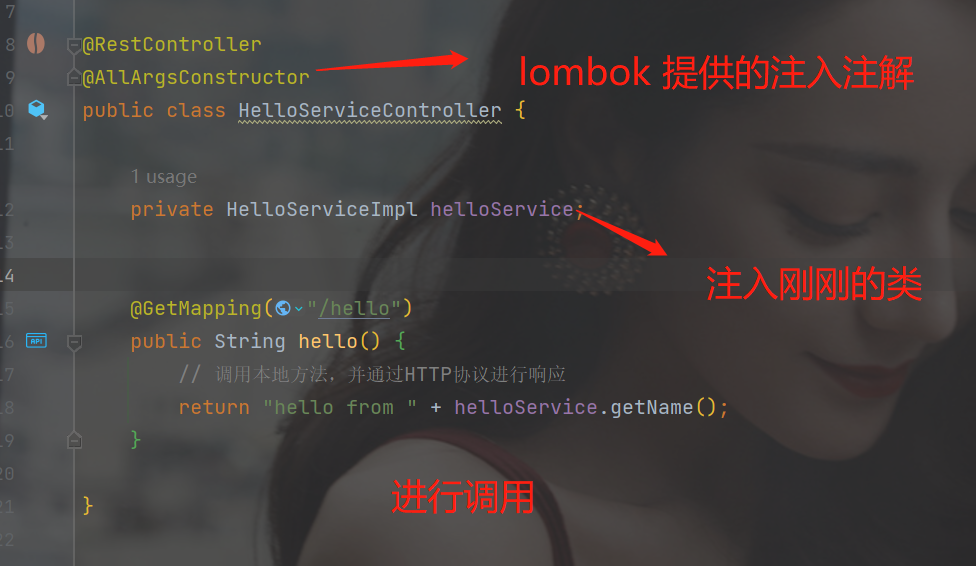 7
8 @RestController
9 @AllArgsConstructor
lombok 提供的注入注解
10 public class HelloServiceController {
11
1 usage
12 private HelloServiceImpl helloService;
13
注入刚刚的类
14
15 @GetMapping("/hello")
16 API public String hello() {
17 // 调用本地方法，并通过HTTP协议进行响应
18 return "hello from " + helloService.getName();
19 }
20
进行调用
21 }
22